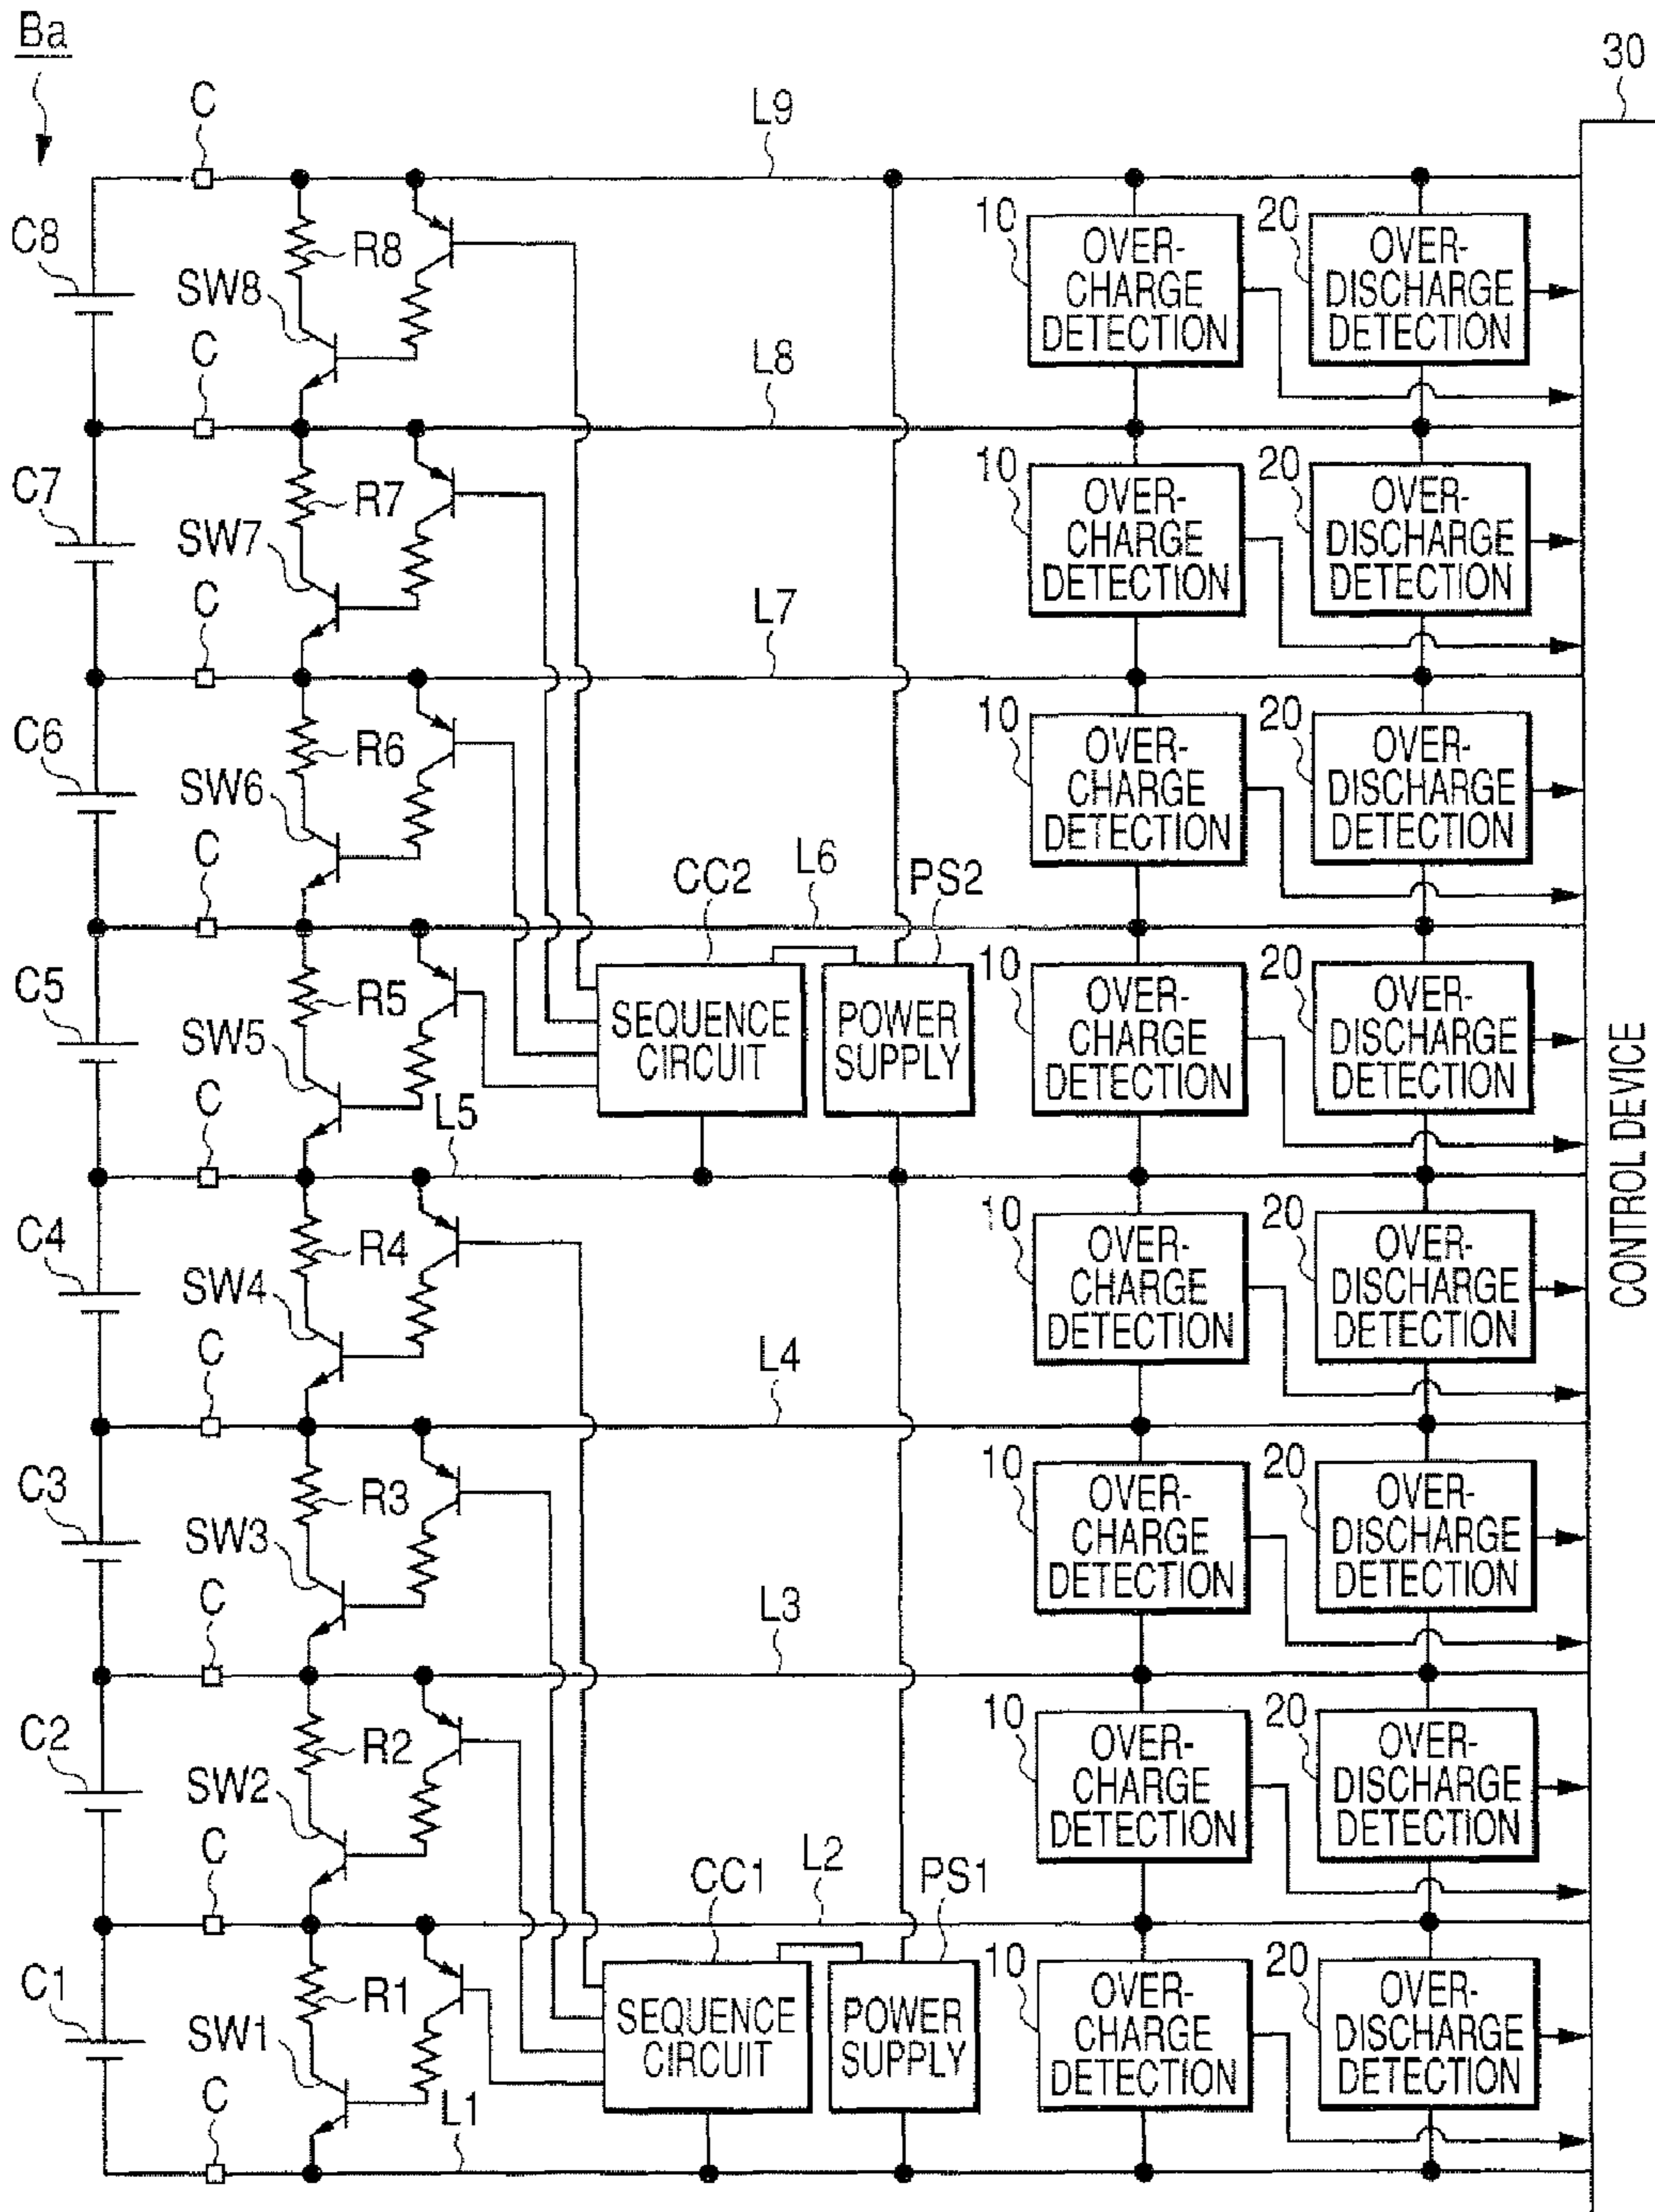 Ba
30
C
L9
C8
R8
SW8
10
OVER-
CHARGE
DETECTION
20
OVER-
DISCHARGE
DETECTION
C
L8
C7
R7
SW7
10
OVER-
CHARGE
DETECTION
20
OVER-
DISCHARGE
DETECTION
C
L7
C6
R6
SW6
10
OVER-
CHARGE
DETECTION
20
OVER-
DISCHARGE
DETECTION
C
CC2
L6
PS2
C5
R5
SW5
SEQUENCE
CIRCUIT
POWER
SUPPLY
10
OVER-
CHARGE
DETECTION
20
OVER-
DISCHARGE
DETECTION
CONTROL DEVICE
C
L5
C4
R4
SW4
10
OVER-
CHARGE
DETECTION
20
OVER-
DISCHARGE
DETECTION
C
L4
C3
R3
SW3
10
OVER-
CHARGE
DETECTION
20
OVER-
DISCHARGE
DETECTION
C
L3
C2
R2
SW2
10
OVER-
CHARGE
DETECTION
20
OVER-
DISCHARGE
DETECTION
C
CC1
L2
PS1
C1
R1
SW1
SEQUENCE
CIRCUIT
POWER
SUPPLY
10
OVER-
CHARGE
DETECTION
20
OVER-
DISCHARGE
DETECTION
C
L1